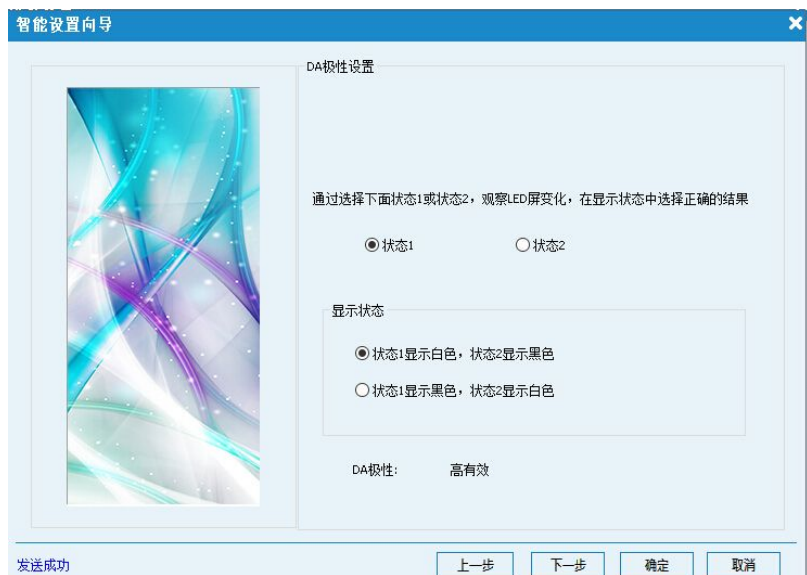 智能设置向导
DA极性设置
通过选择下面状态1或状态2，观察LED屏变化，在显示状态中选择正确的结果
状态1 状态2
显示状态
状态1显示白色，状态2显示黑色
状态1显示黑色，状态2显示白色
DA极性: 高有效
发送成功 上一步 下一步 确定 取消